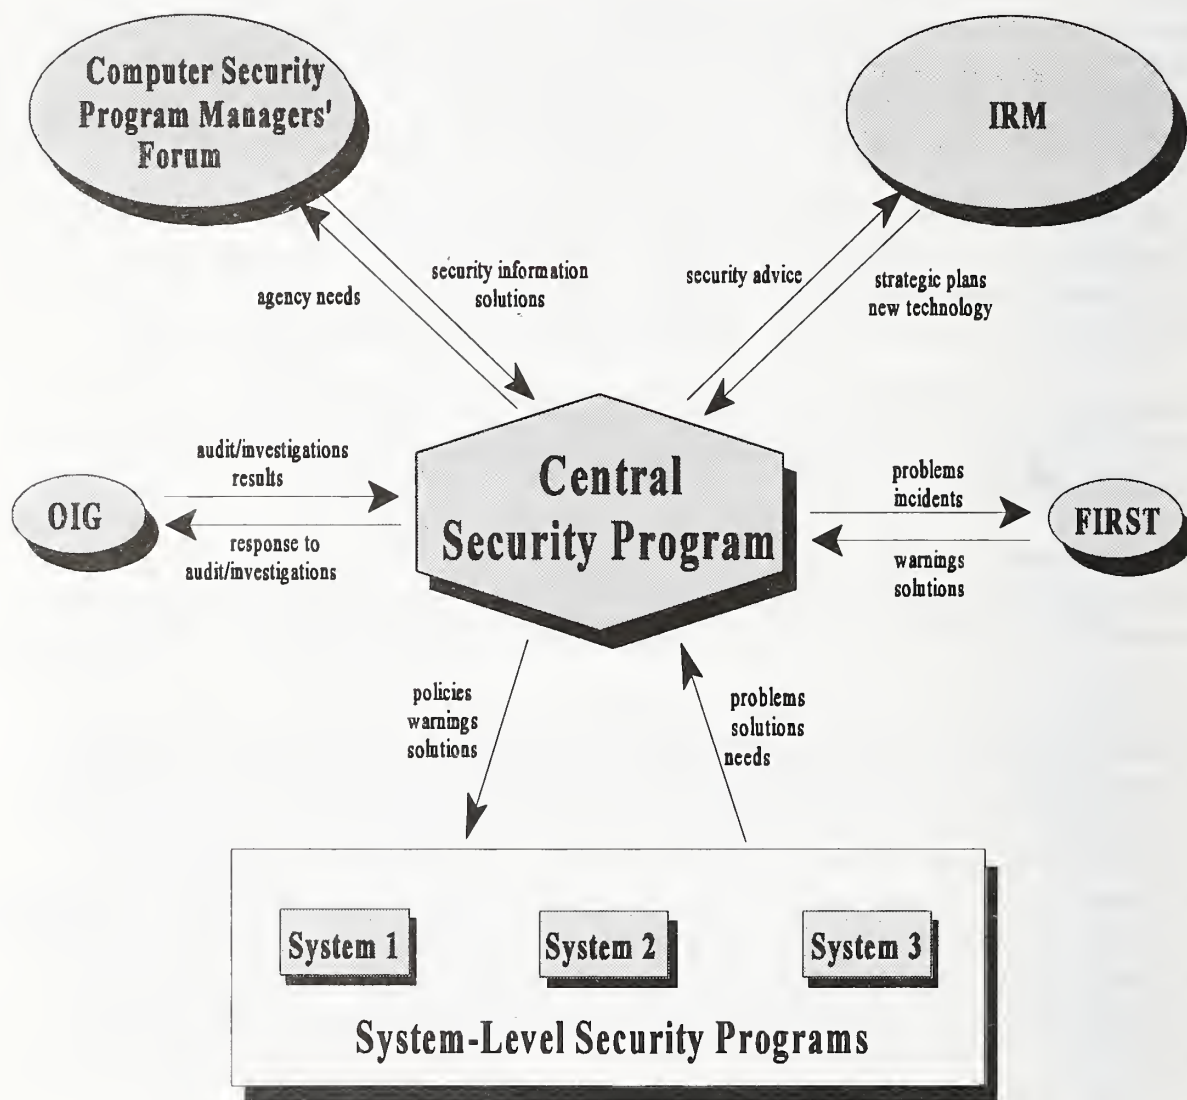 Computer Security
Program Managers'
Forum
IRM
security information
solutions
agency needs
security advice
strategic plans
new technology
audit/investigations
results
OIG
response to
audit/investigations
Central
Security Program
problems
incidents
FIRST
warnings
solutions
policies
warnings
solutions
problems
solutions
needs
System 1
System 2
System 3
System-Level Security Programs